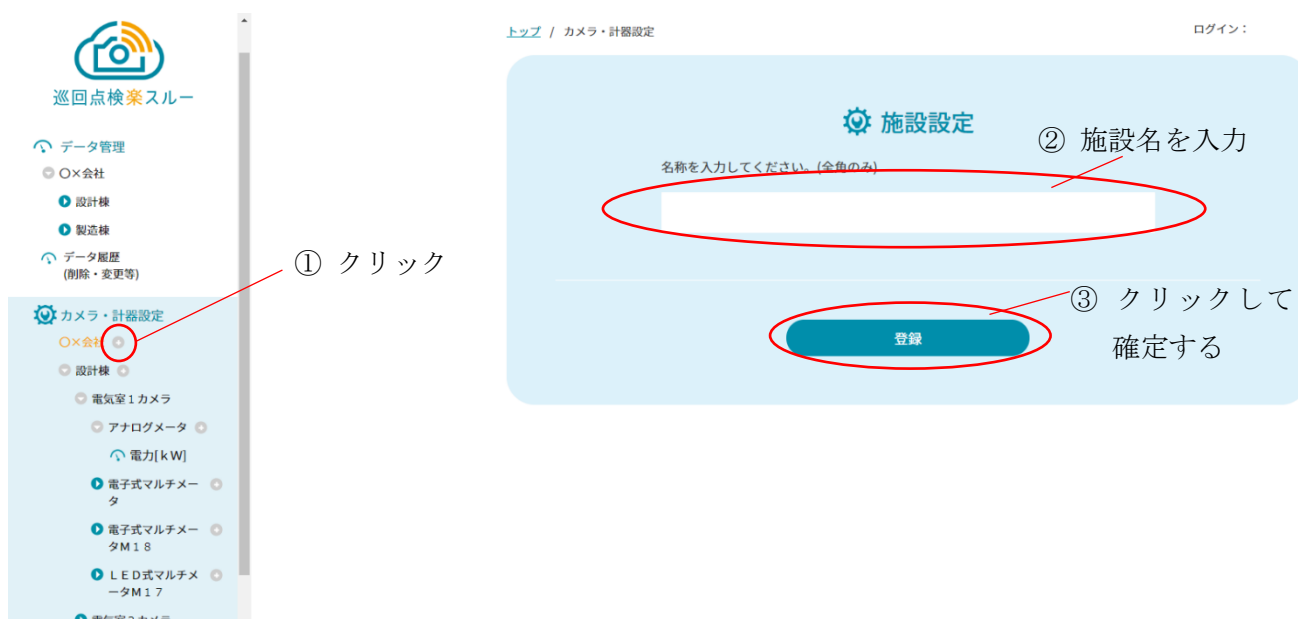 巡回点検楽スルー
データ管理
〇×会社
設計棟
製造棟
データ履歴
(削除・変更等)
カメラ・計器設定
〇×会社
設計棟
電気室1カメラ
アナログメータ
電力[ｋW]
電子式マルチメー
タ
電子式マルチメー
タM１８
ＬＥＤ式マルチメ
ータM１７
① クリック
トップ / カメラ・計器設定
ログイン：
施設設定
② 施設名を入力
名称を入力してください。(全角のみ)
③ クリックして
確定する
登録